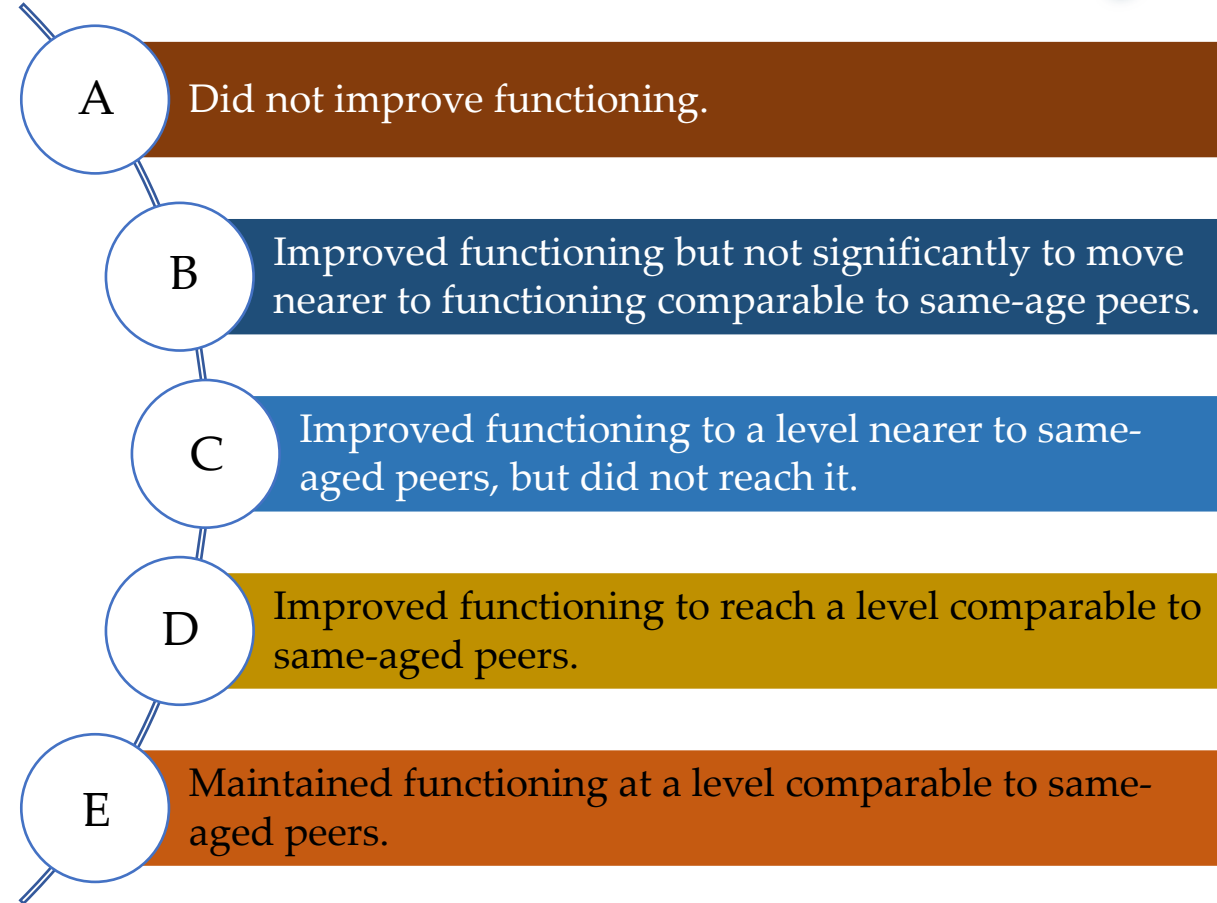 A
Did not improve functioning.
B
Improved functioning but not significantly to move
nearer to functioning comparable to same-age peers.
C
Improved functioning to a level nearer to same-
aged peers, but did not reach it.
D
Improved functioning to reach a level comparable to
same-aged peers.
E
Maintained functioning at a level comparable to same-
aged peers.